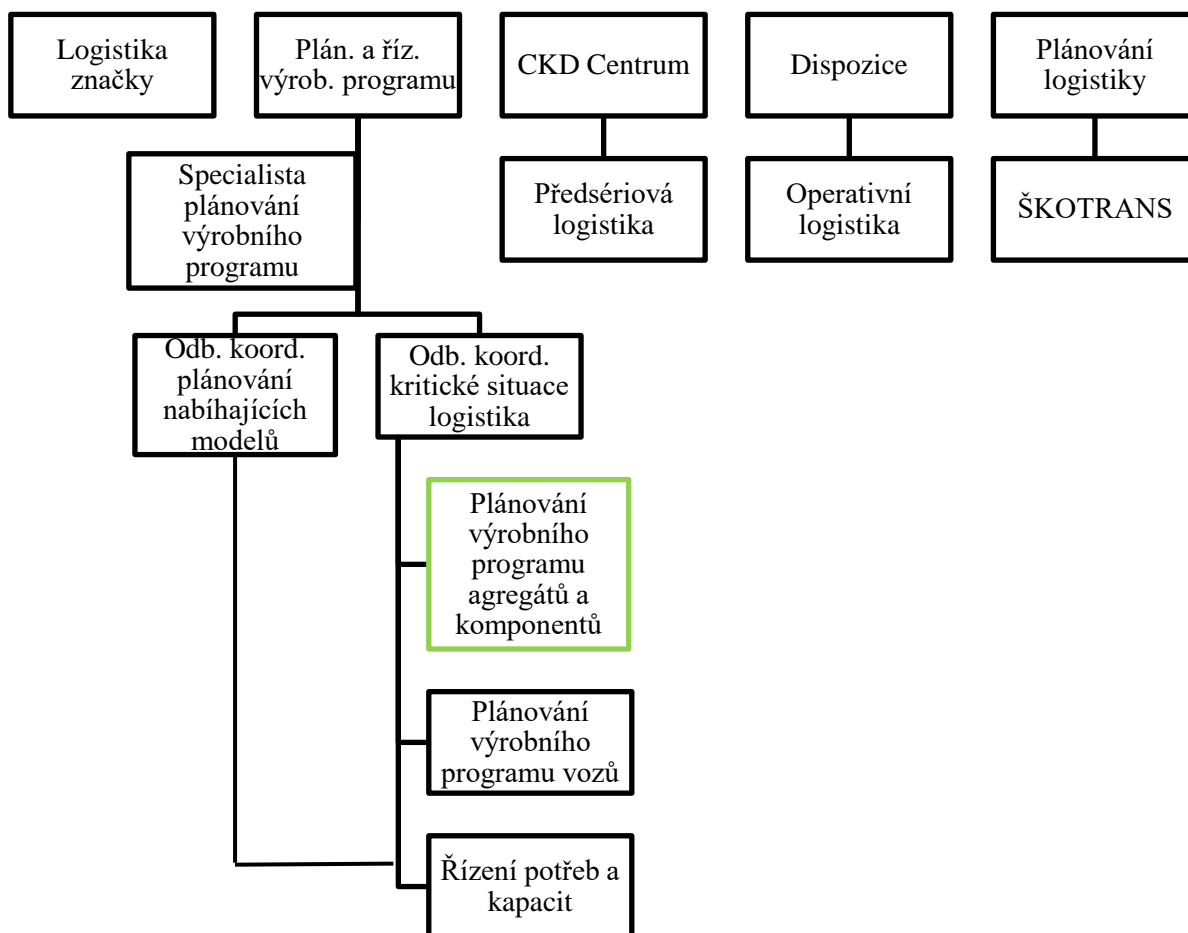 Logistika
značky
Plán. a říz.
výrob. programu
CKD Centrum
Dispozice
Plánování
logistiky
Specialista
plánování
výrobního
programu
Předsériová
logistika
Operativní
logistika
ŠKOTRANS
Odb. koord.
plánování
nabíhajících
modelů
Odb. koord.
kritické situace
logistika
Plánování
výrobního
programu
agregátů a
komponentů
Plánování
výrobního
programu vozů
Řízení potřeb a
kapacit